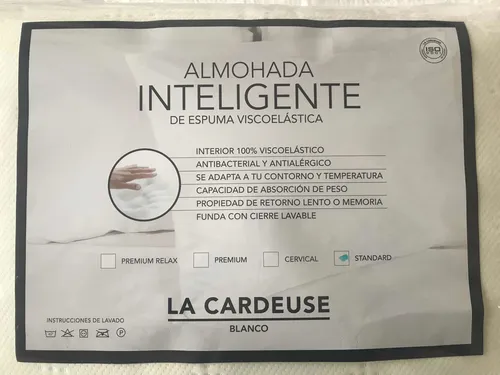 ISO
ALMOHADA
INTELIGENTE
DE ESPUMA VISCOELÁSTICA
INTERIOR 100% VISCOELÁSTICO
ANTIBACTERIAL Y ANTIALÉRGICO
SE ADAPTA A TU CONTORNO Y TEMPERATURA
CAPACIDAD DE ABSORCIÓN DE PESO
PROPIEDAD DE RETORNO LENTO O MEMORIA
FUNDA CON CIERRE LAVABLE
PREMIUM RELAX PREMIUM CERVICAL STANDARD
LA CARDEUSE
BLANCO
INSTRUCCIONES DE LAVADO
P